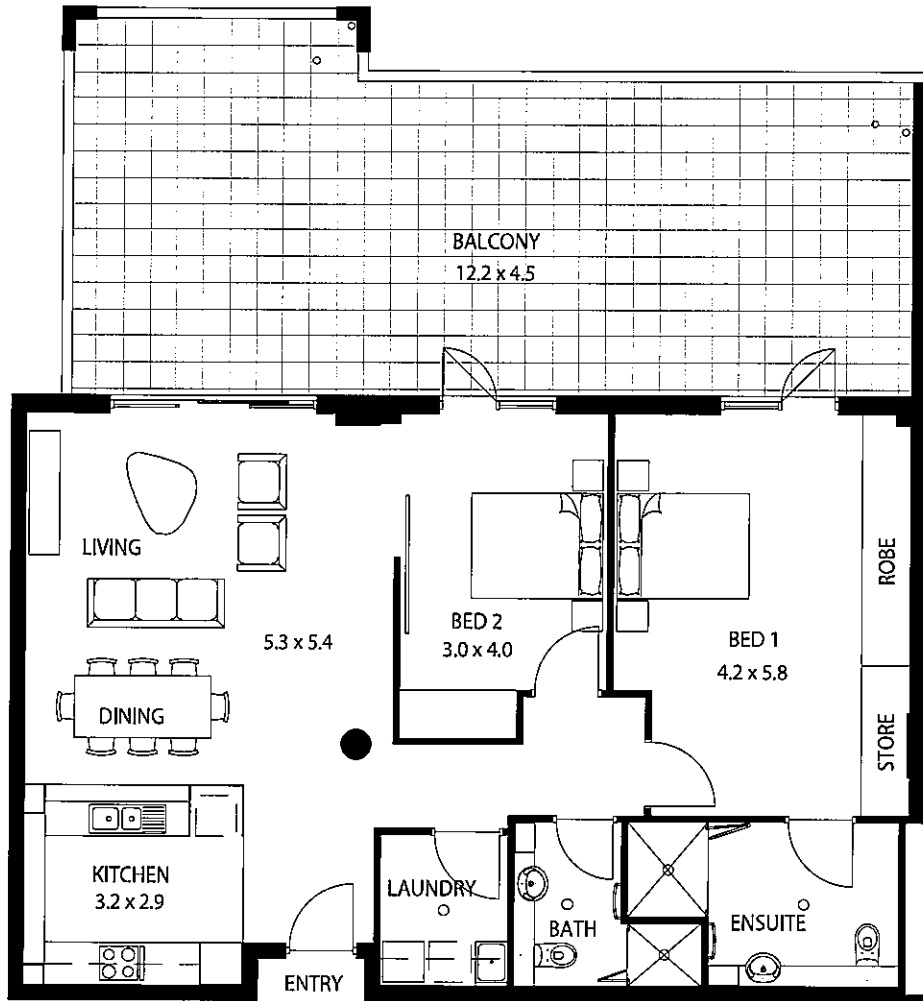 BALCONY
12.2 x 4.5
LIVING
5.3 x 5.4
BED 2
3.0 x 4.0
BED 1
4.2 x 5.8
ROBE
STORE
DINING
KITCHEN
3.2 x 2.9
LAUNDRY
BATH
ENSUITE
ENTRY